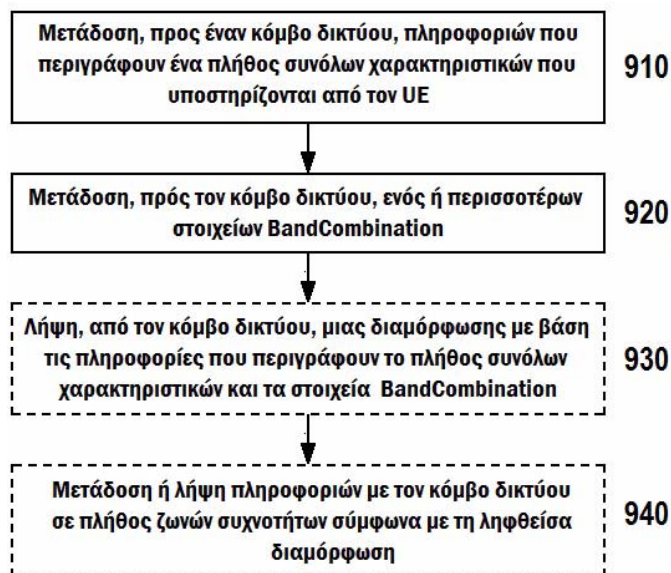 Μετάδοση, προς έναν κόμβο δικτύου, πληροφοριών που
περιγράφουν ένα πλήθος συνόλων χαρακτηριστικών που
υποστηρίζονται από τον UE
910
Μετάδοση, πρός τον κόμβο δικτύου, ενός ή περισσοτέρων
στοιχείων BandCombination
920
Λήψη, από τον κόμβο δικτύου, μιας διαμόρφωσης με βάση
τις πληροφορίες που περιγράφουν το πλήθος συνόλων
χαρακτηριστικών και τα στοιχεία BandCombination
930
Μετάδοση ή λήψη πληροφοριών με τον κόμβο δικτύου
σε πλήθος ζωνών συχνοτήτων σύμφωνα με τη ληφθείσα
διαμόρφωση
940